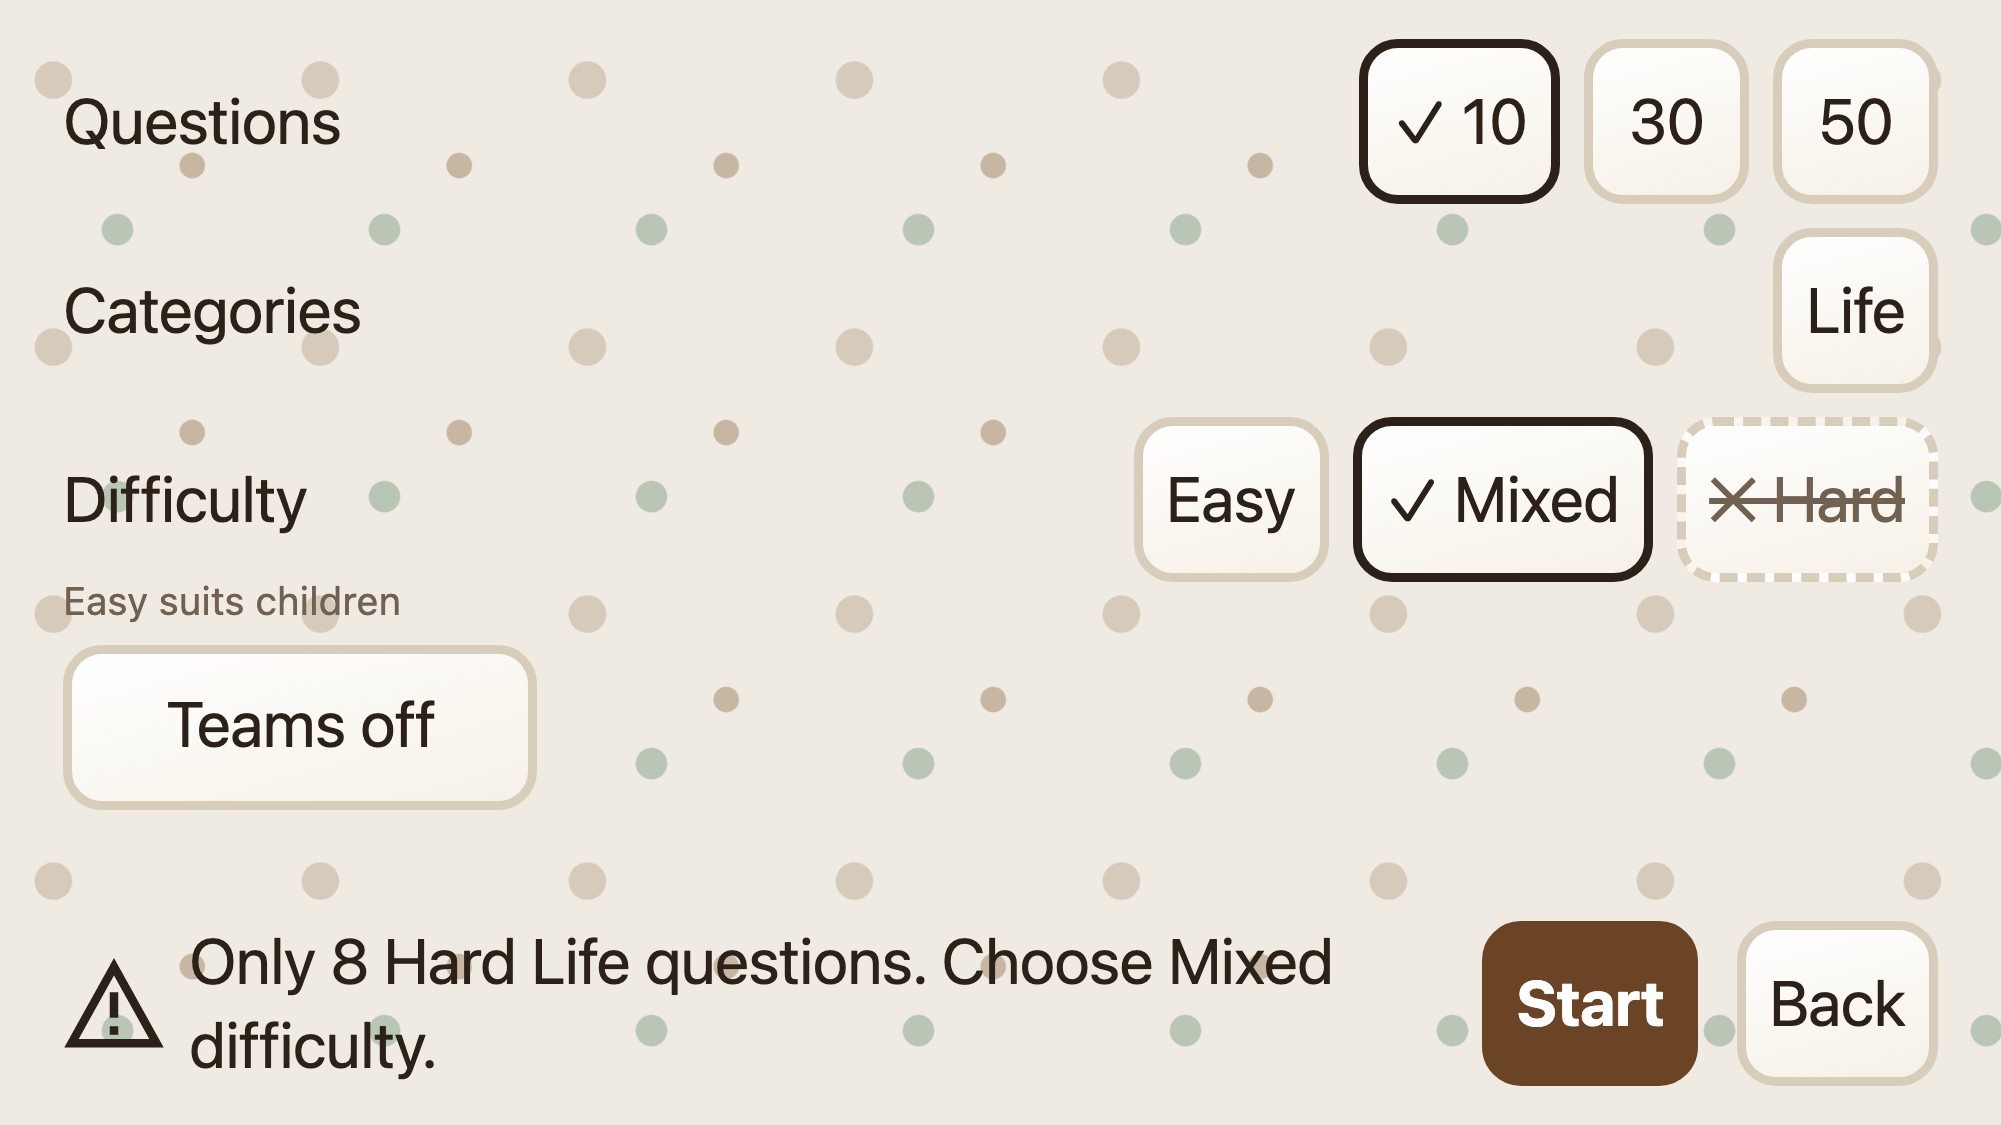 Questions
✓ 10 30 50
Categories
Life
Difficulty
Easy ✓ Mixed ✕ Hard
Easy suits children
Teams off
Only 8 Hard Life questions. Choose Mixed
difficulty.
Start Back